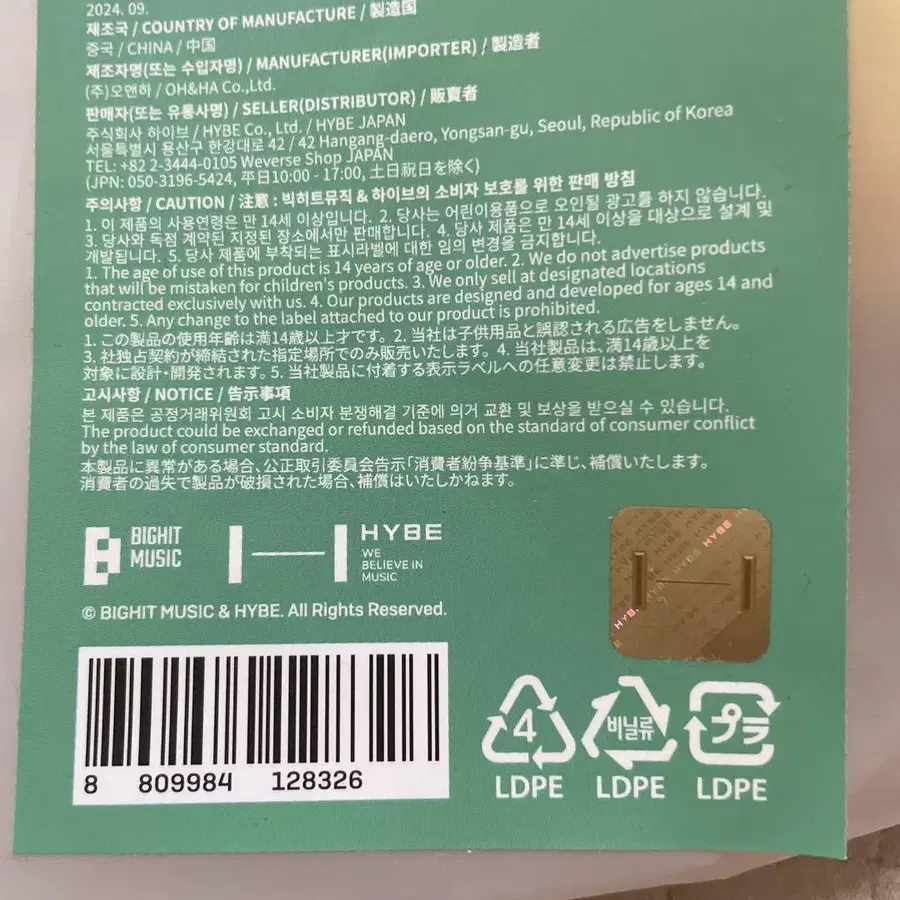 2024. 09.
제조국 / COUNTRY OF MANUFACTURE / 製造国
중국 / CHINA / 中国
제조자명(또는 수입자명) / MANUFACTURER(IMPORTER) / 製造者
(주)오앤하 / OH&HA Co.,Ltd.
판매자(또는 유통사명) / SELLER(DISTRIBUTOR) / 販賣者
주식회사 하이브 / HYBE Co., Ltd. / HYBE JAPAN
서울특별시 용산구 한강대로 42 / 42 Hangang-daero, Yongsan-gu, Seoul, Republic of Korea
TEL: +82 2-3444-0105 Weverse Shop JAPAN
(JPN: 050-3196-5424, 平日10:00 - 17:00, 土日祝日を除く)
주의사항 / CAUTION / 注意 : 빅히트뮤직 & 하이브의 소비자 보호를 위한 판매 방침
1. 이 제품의 사용연령은 만 14세 이상입니다. 2. 당사는 어린이용품으로 오인될 광고를 하지 않습니다.
3. 당사와 독점 계약된 지정된 장소에서만 판매합니다. 4. 당사 제품은 만 14세 이상을 대상으로 설계 및
개발됩니다. 5. 당사 제품에 부착되는 표시라벨에 대한 임의 변경을 금지합니다.
1. The age of use of this product is 14 years of age or older. 2. We do not advertise products
that will be mistaken for children's products. 3. We only sell at designated locations
contracted exclusively with us. 4. Our products are designed and developed for ages 14 and
older. 5. Any change to the label attached to our product is prohibited.
1. この製品の使用年齢は満14歳以上才です。2. 当社は子供用品と誤認される広告をしません。
3. 社独占契約が締結された指定場所でのみ販売いたします。4. 当社製品は、満14歳以上を
対象に設計・開発されます。5. 当社製品に付着する表示ラベルへの任意変更は禁止します。
고시사항 / NOTICE / 告示事項
본 제품은 공정거래위원회 고시 소비자 분쟁해결 기준에 의거 교환 및 보상을 받으실 수 있습니다.
The product could be exchanged or refunded based on the standard of consumer conflict
by the law of consumer standard.
本製品に異常がある場合、公正取引委員会告示「消費者紛争基準」に準じ、補償いたします。
消費者の過失で製品が破損された場合、補償はいたしかねます。
BIGHIT
MUSIC
HYBE
WE
BELIEVE IN
MUSIC
© BIGHIT MUSIC & HYBE. All Rights Reserved.
HYBE HYBE HYBE
8 809984 128326
4
LDPE
비닐류
LDPE
プラ
LDPE